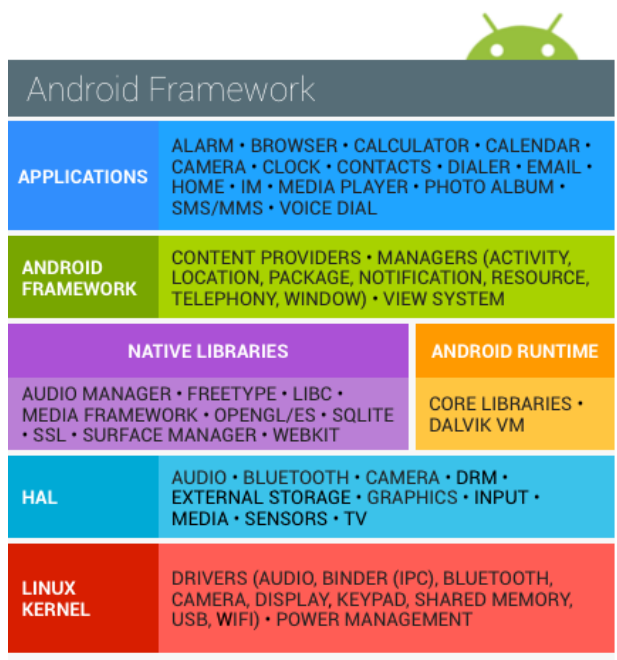 Android Framework
APPLICATIONS
ALARM • BROWSER • CALCULATOR • CALENDAR •
CAMERA • CLOCK • CONTACTS • DIALER • EMAIL •
HOME • IM • MEDIA PLAYER • PHOTO ALBUM •
SMS/MMS • VOICE DIAL
ANDROID
FRAMEWORK
CONTENT PROVIDERS • MANAGERS (ACTIVITY,
LOCATION, PACKAGE, NOTIFICATION, RESOURCE,
TELEPHONY, WINDOW) • VIEW SYSTEM
NATIVE LIBRARIES
AUDIO MANAGER • FREETYPE • LIBC •
MEDIA FRAMEWORK • OPENGL/ES • SQLITE
• SSL • SURFACE MANAGER • WEBKIT
ANDROID RUNTIME
CORE LIBRARIES •
DALVIK VM
HAL
AUDIO • BLUETOOTH • CAMERA • DRM •
EXTERNAL STORAGE • GRAPHICS • INPUT •
MEDIA • SENSORS • TV
LINUX
KERNEL
DRIVERS (AUDIO, BINDER (IPC), BLUETOOTH,
CAMERA, DISPLAY, KEYPAD, SHARED MEMORY,
USB, WIFI) • POWER MANAGEMENT